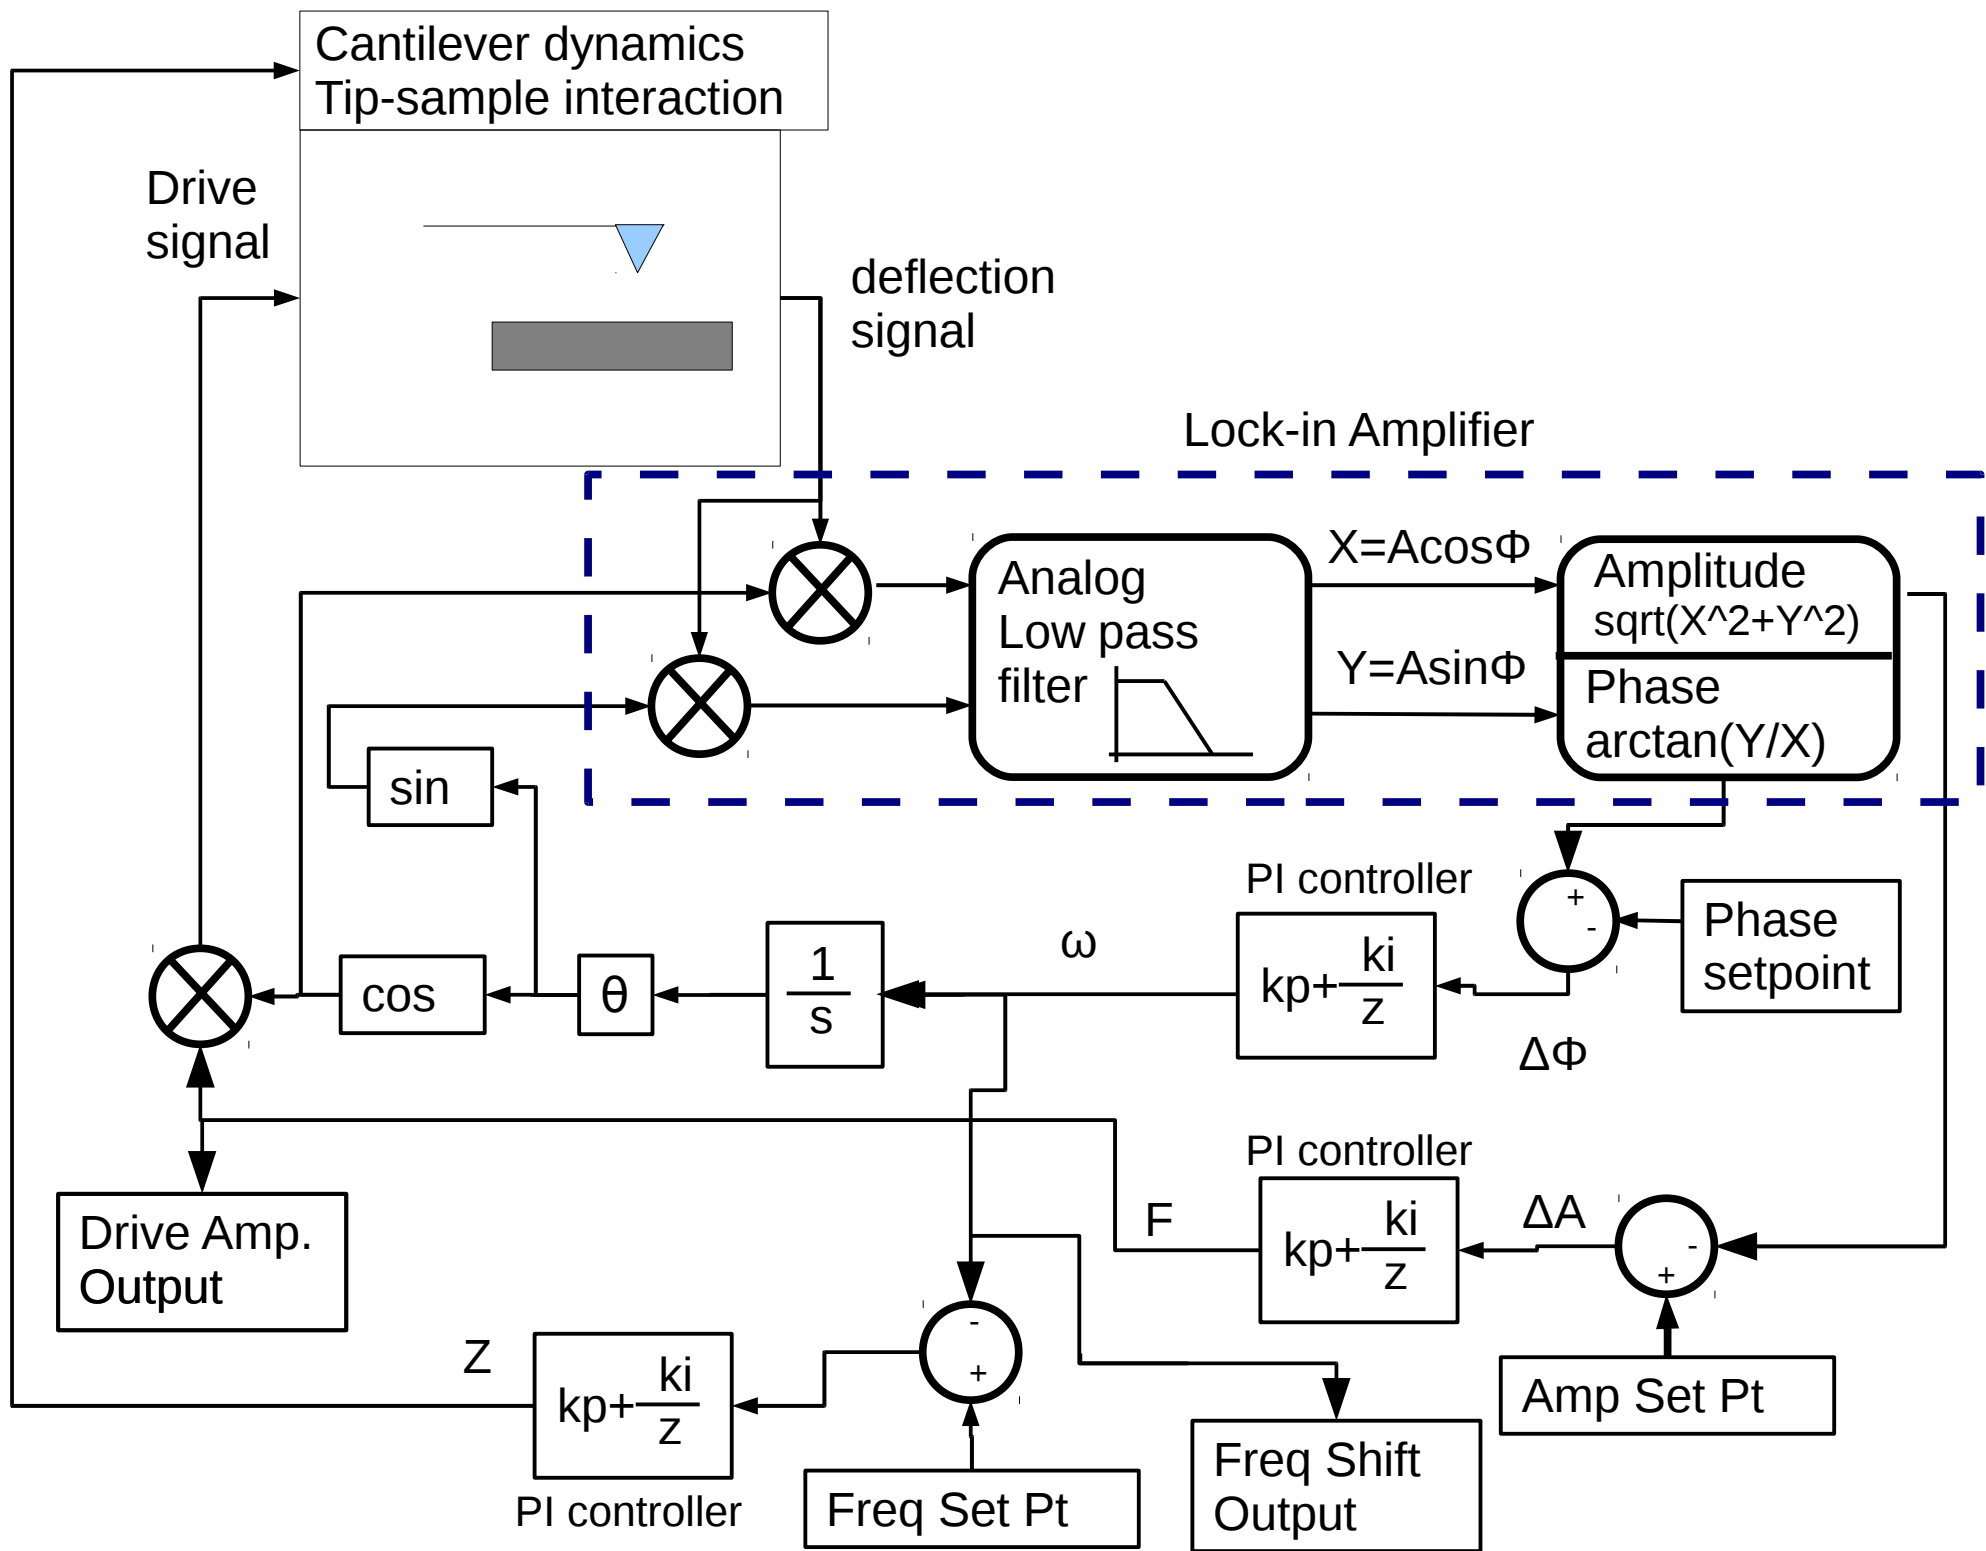 Cantilever dynamics
Tip-sample interaction
Drive
signal
deflection
signal
Lock-in Amplifier
Analog
Low pass
filter
X=AcosΦ
Y=AsinΦ
Amplitude
sqrt(X^2+Y^2)
Phase
arctan(Y/X)
sin
PI controller
+
-
Phase
setpoint
cos
θ
1
s
ω
kp+
ki
z
ΔΦ
PI controller
Drive Amp.
Output
F
kp+
ki
z
ΔA
-
+
Z
kp+
ki
z
-
+
Amp Set Pt
PI controller
Freq Set Pt
Freq Shift
Output